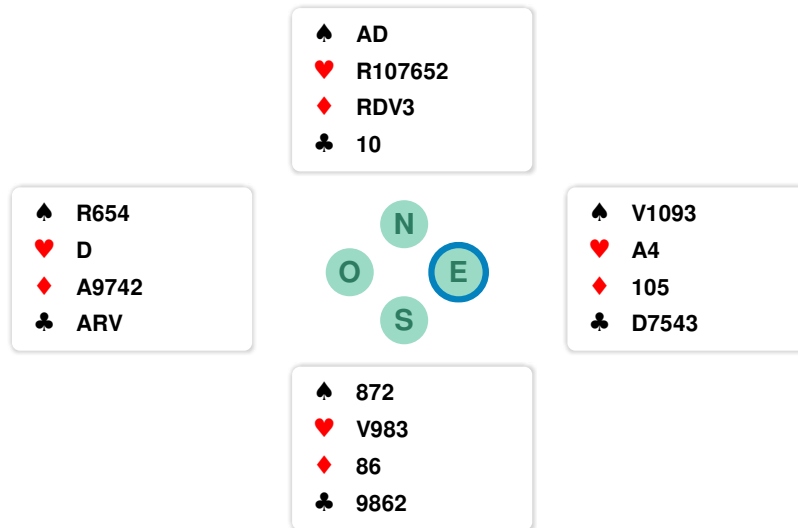 ♠ AD
♥ R107652
♦ RDV3
♣ 10
♠ R654
♥ D
♦ A9742
♣ ARV
N
O
E
S
♠ V1093
♥ A4
♦ 105
♣ D7543
♠ 872
♥ V983
♦ 86
♣ 9862